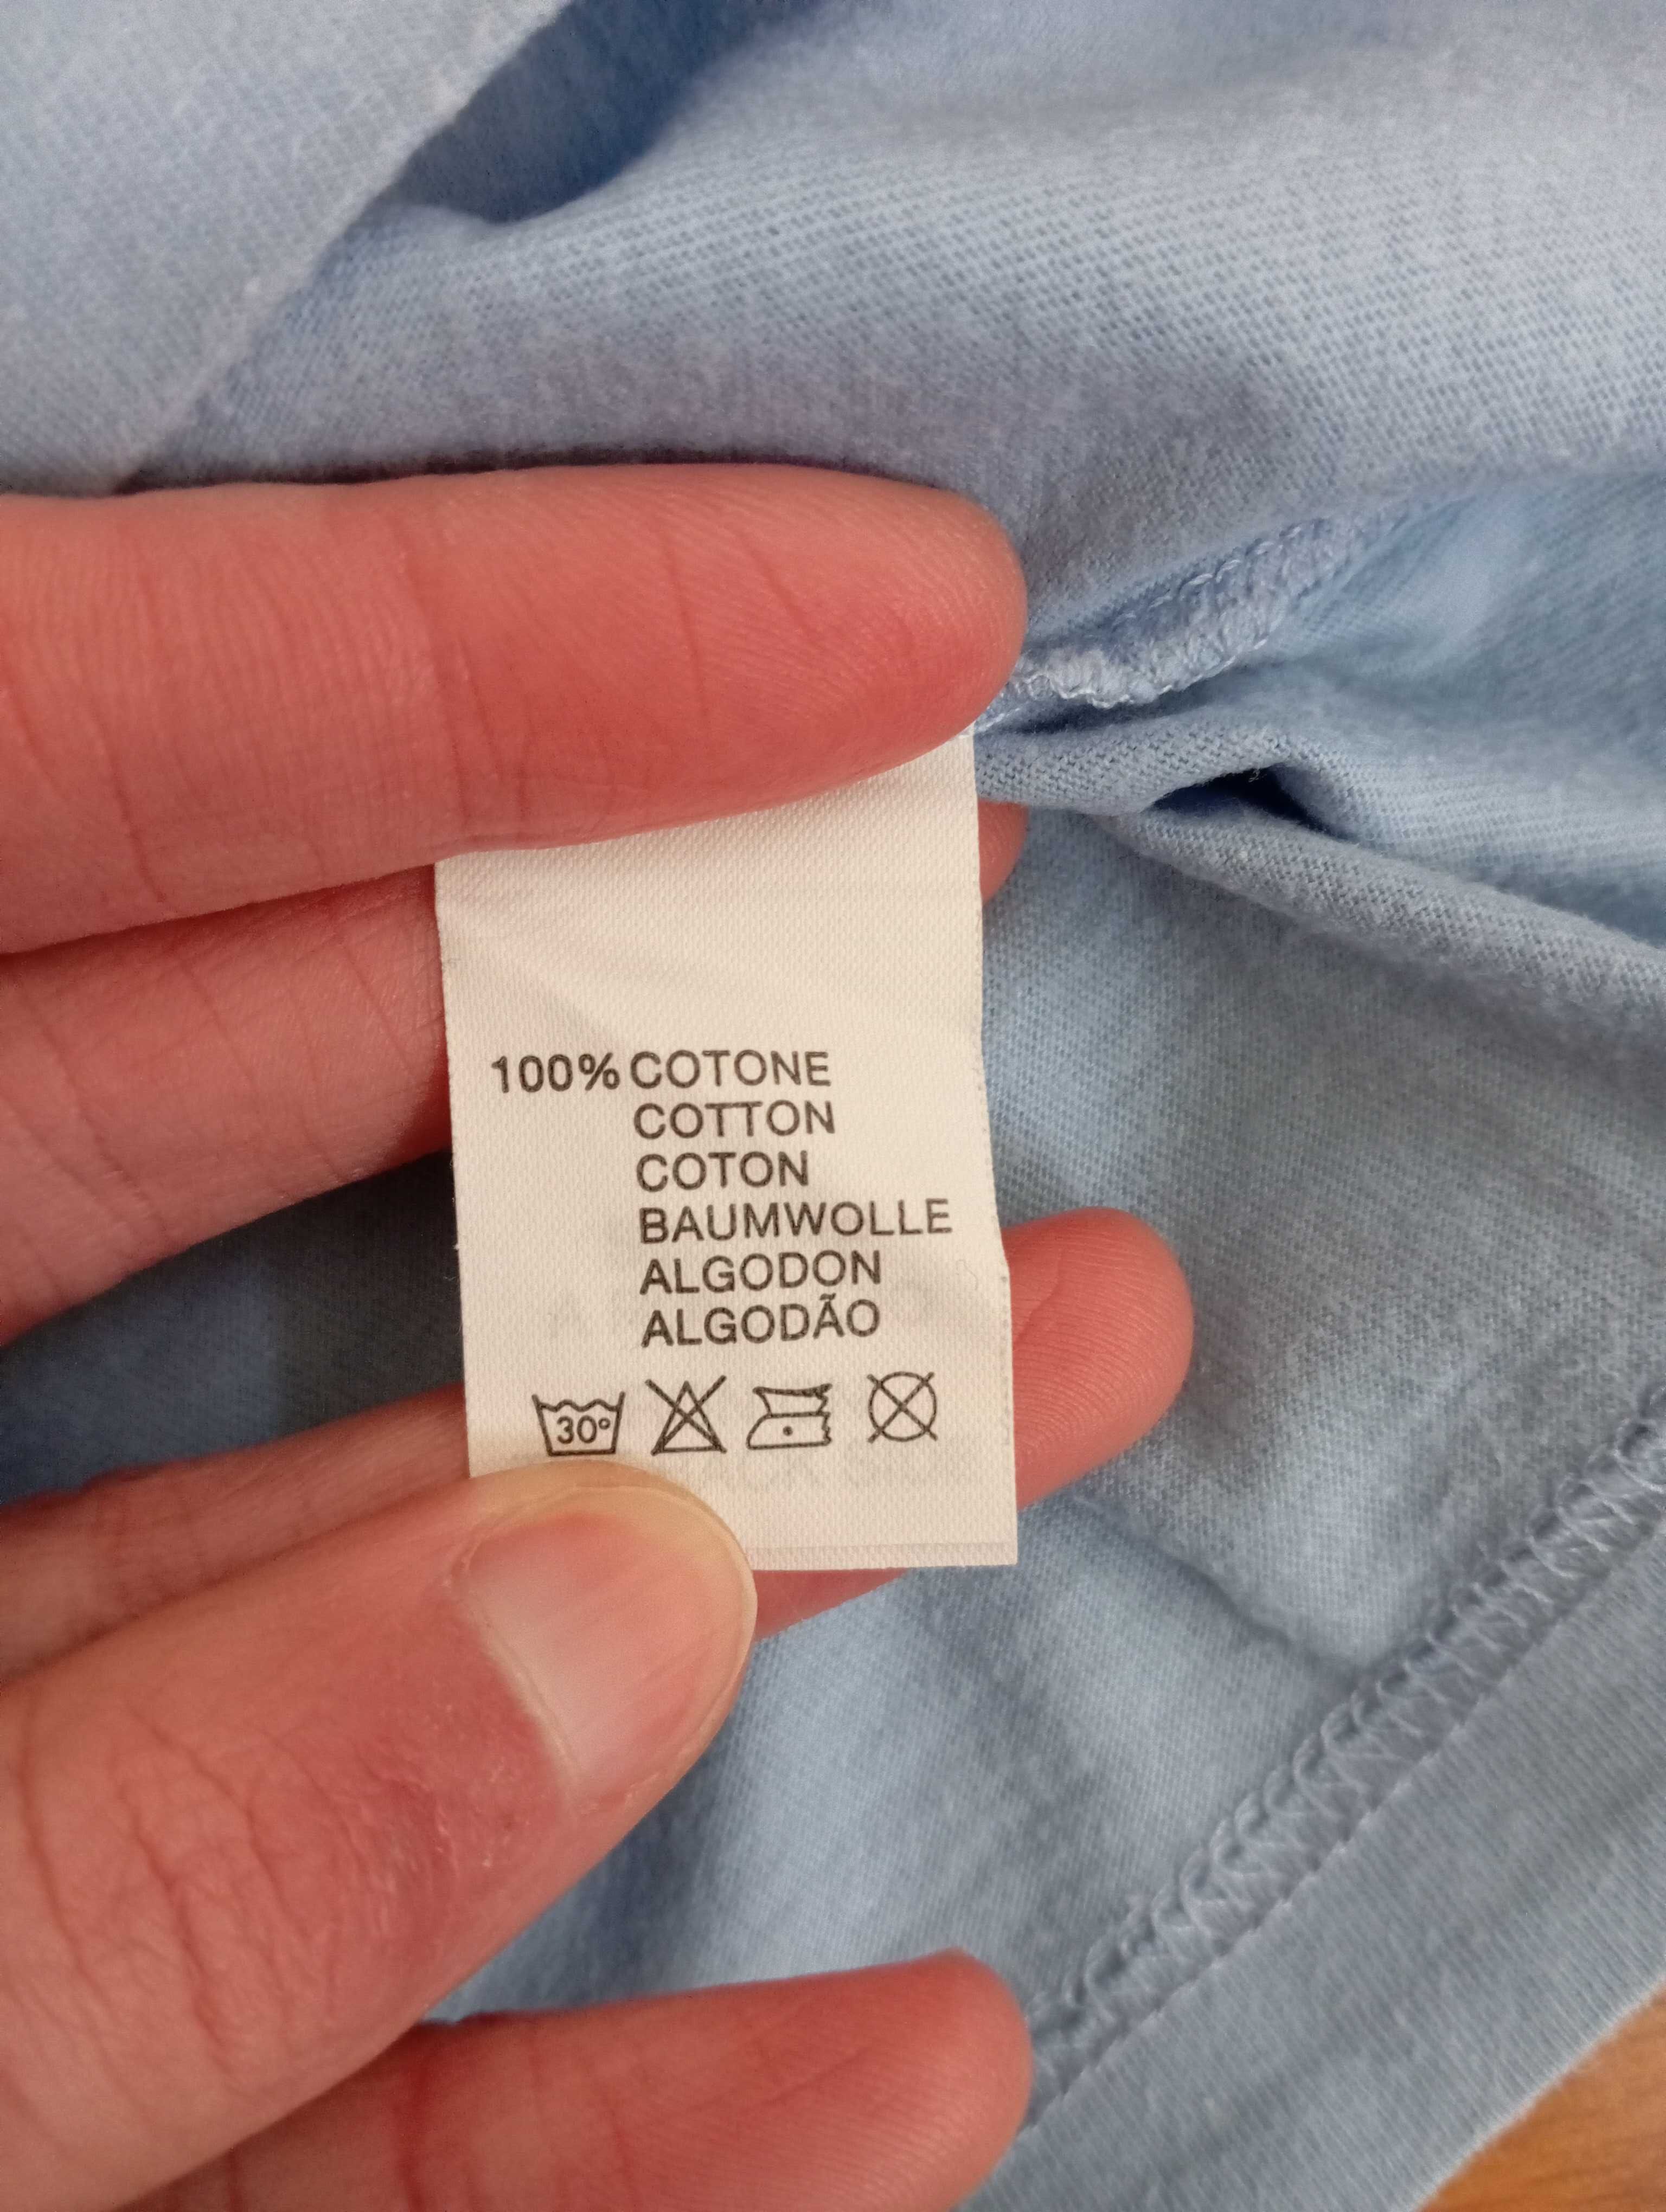 100% COTONE
COTTON
COTON
BAUMWOLLE
ALGODON
ALGODÃO
30°